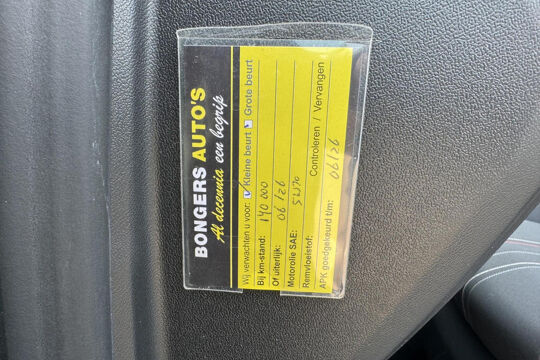 BONGERS AUTO'S
Al decennia een begrip
Wij verwachten u voor: Kleine beurt Grote beurt
Bij km-stand: 140 000
Of uiterlijk: 06/26
Motorolie SAE: 5W30
Remvloeistof: Controleren / Vervangen
APK goedgekeurd t/m: 06/26